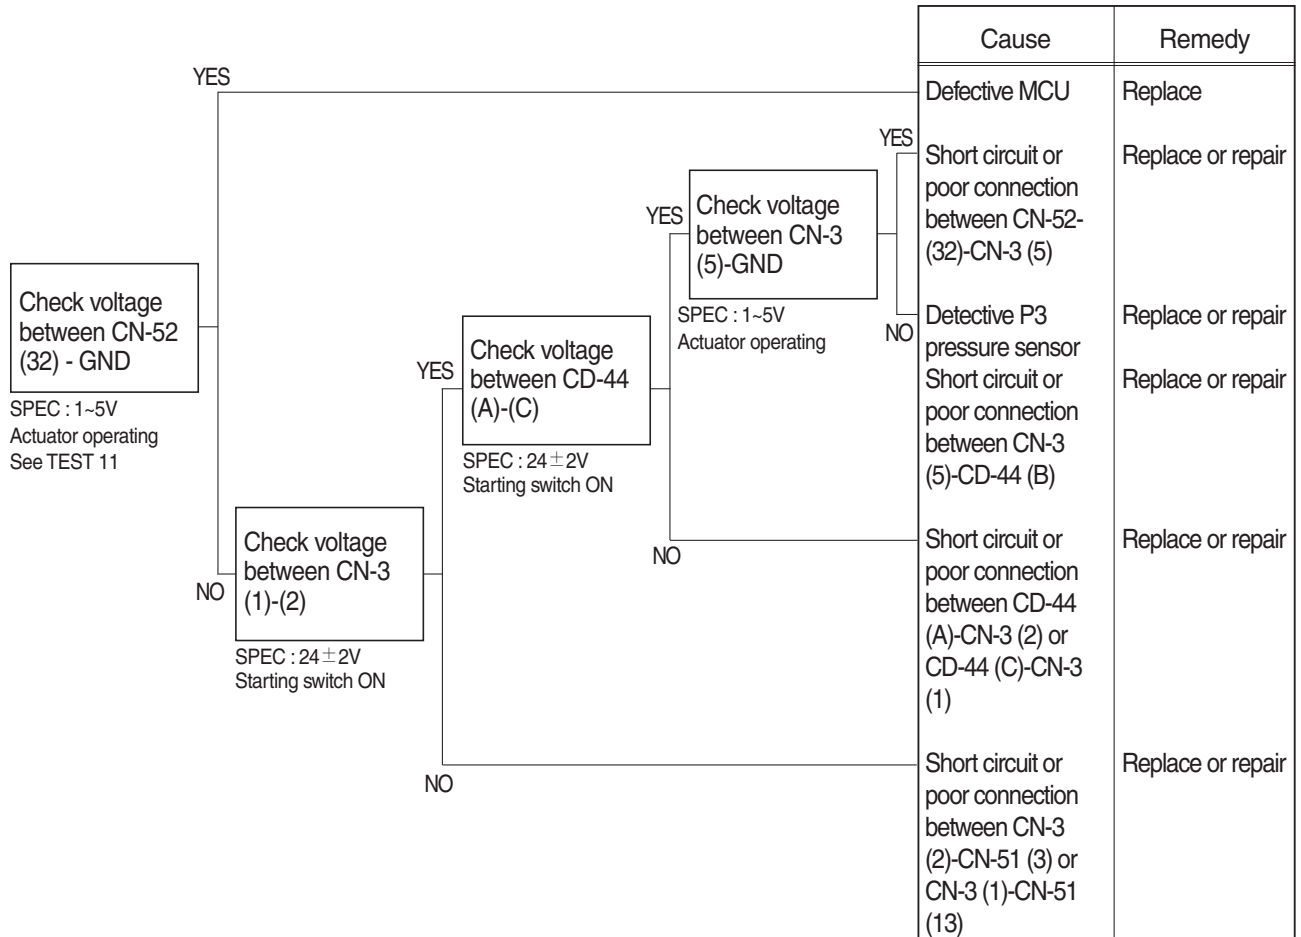 Cause
Remedy
YES
Defective MCU
Replace
YES
Short circuit or
poor connection
between CN-52-
(32)-CN-3 (5)
Replace or repair
YES
Check voltage
between CN-3
(5)-GND
SPEC : 1~5V
Actuator operating
NO
Detective P3
pressure sensor
Replace or repair
Short circuit or
poor connection
between CN-3
(5)-CD-44 (B)
Replace or repair
Check voltage
between CN-52
(32) - GND
SPEC : 1~5V
Actuator operating
See TEST 11
YES
Check voltage
between CD-44
(A)-(C)
SPEC : 24±2V
Starting switch ON
NO
Short circuit or
poor connection
between CD-44
(A)-CN-3 (2) or
CD-44 (C)-CN-3
(1)
Replace or repair
NO
Check voltage
between CN-3
(1)-(2)
SPEC : 24±2V
Starting switch ON
NO
Short circuit or
poor connection
between CN-3
(2)-CN-51 (3) or
CN-3 (1)-CN-51
(13)
Replace or repair